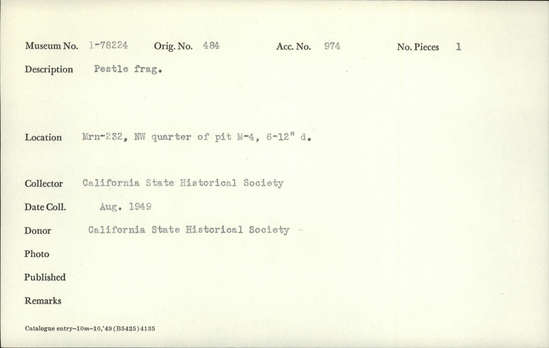 Museum No. 1-78224 Orig. No. 484 Acc. No. 974 No. Pieces 1
Description Pestle frag.
Location Mrn-232, NW quarter of pit M-4, 6-12" d.
Collector California State Historical Society
Date Coll. Aug. 1949
Donor California State Historical Society
Photo
Published
Remarks
Catalogue entry—10m—10,'49 (B5425) 4135